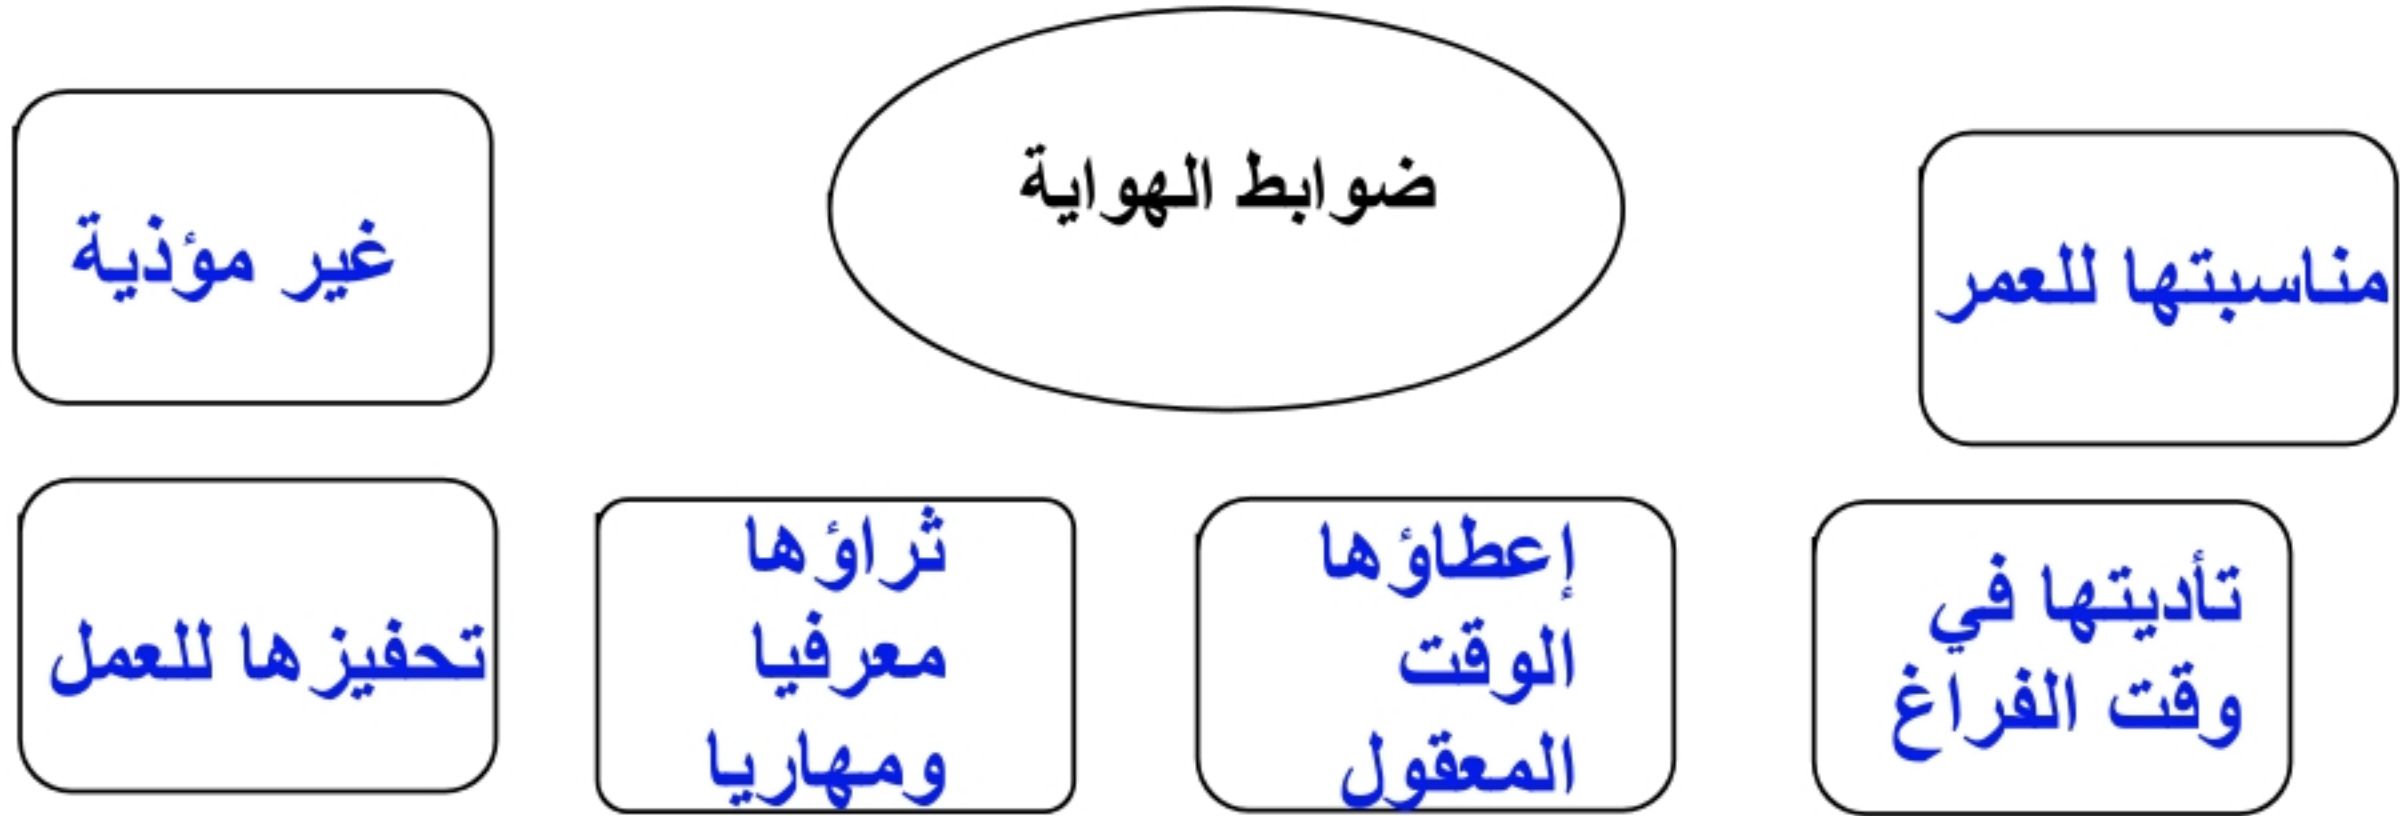 ضوابط الهواية
مناسبتها للعمر
غير مؤذية
تأديتها في
وقت الفراغ
إعطاؤها
الوقت
المعقول
ثراؤها
معرفيا
ومهاريا
تحفيزها للعمل